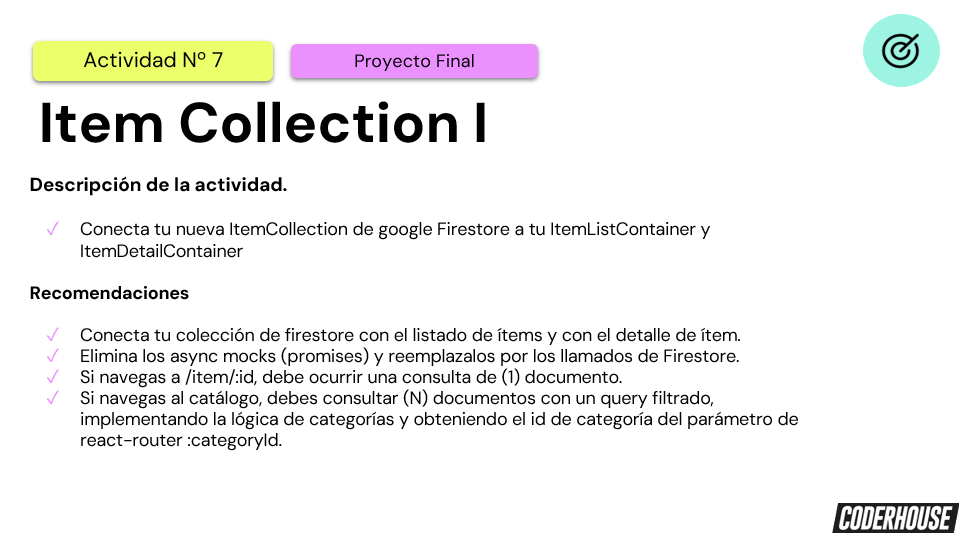 Actividad Nº 7
Proyecto Final
Item Collection I
Descripción de la actividad.
✓ Conecta tu nueva ItemCollection de google Firestore a tu ItemListContainer y
ItemDetailContainer
Recomendaciones
✓ Conecta tu colección de firestore con el listado de ítems y con el detalle de ítem.
✓ Elimina los async mocks (promises) y reemplazalos por los llamados de Firestore.
✓ Si navegas a /item/:id, debe ocurrir una consulta de (1) documento.
✓ Si navegas al catálogo, debes consultar (N) documentos con un query filtrado,
implementando la lógica de categorías y obteniendo el id de categoría del parámetro de
react-router :categoryId.
CODERHOUSE